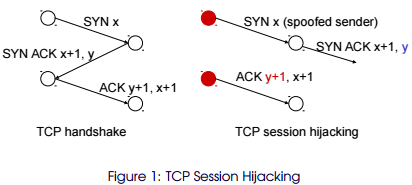 SYN x
SYN ACK x+1, y
ACK y+1, x+1
TCP handshake
SYN x (spoofed sender)
SYN ACK x+1, y
ACK y+1, x+1
TCP session hijacking
Figure 1: TCP Session Hijacking